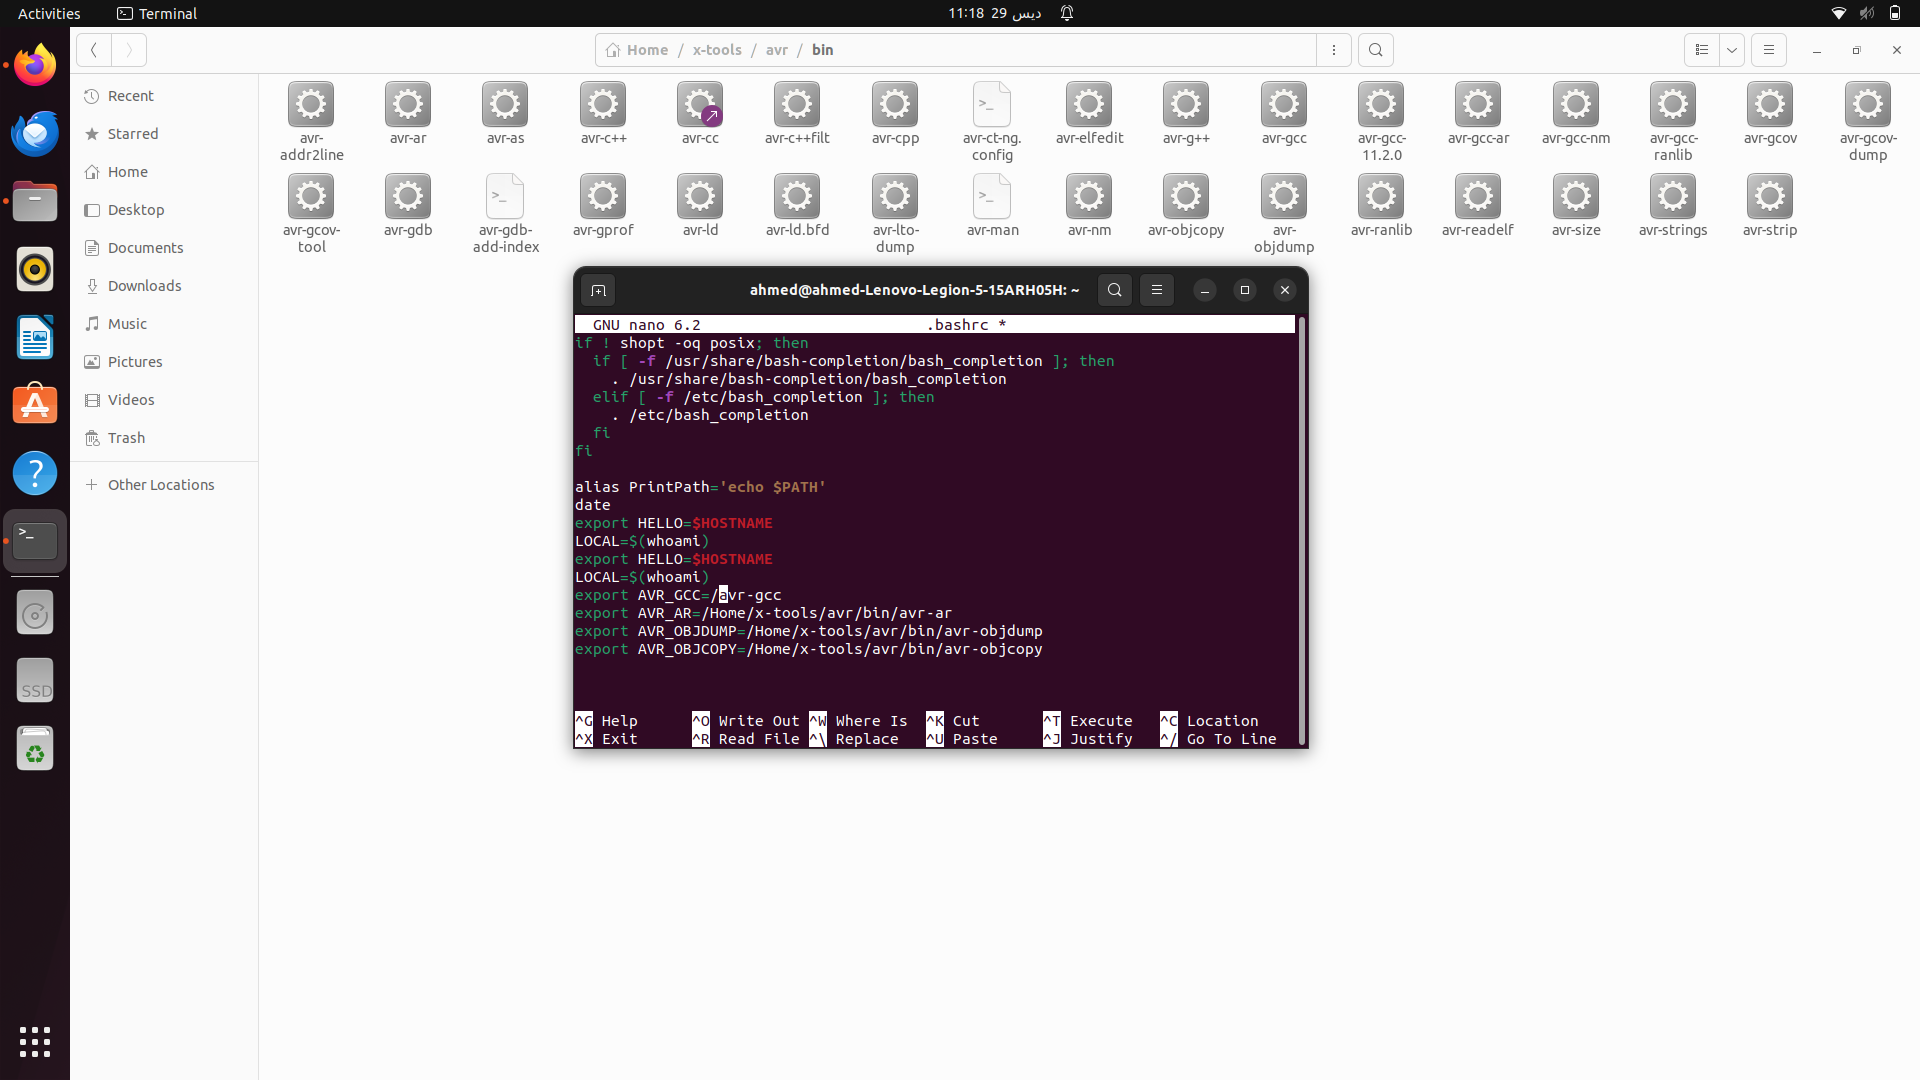 Activities
Terminal
11:18 29 ديس
Home / x-tools / avr / bin
Recent
Starred
Home
Desktop
Documents
Downloads
Music
Pictures
Videos
Trash
Other Locations
avr-addr2line
avr-ar
avr-as
avr-c++
avr-cc
avr-c++filt
avr-cpp
avr-ct-ng.config
avr-elfedit
avr-g++
avr-gcc
avr-gcc-11.2.0
avr-gcc-ar
avr-gcc-nm
avr-gcc-ranlib
avr-gcov
avr-gcov-dump
avr-gcov-tool
avr-gdb
avr-gdb-add-index
avr-gprof
avr-ld
avr-ld.bfd
avr-lto-dump
avr-man
avr-nm
avr-objcopy
avr-objdump
avr-ranlib
avr-readelf
avr-size
avr-strings
avr-strip
ahmed@ahmed-Lenovo-Legion-5-15ARH05H: ~
GNU nano 6.2 .bashrc *
if ! shopt -oq posix; then
  if [ -f /usr/share/bash-completion/bash_completion ]; then
    . /usr/share/bash-completion/bash_completion
  elif [ -f /etc/bash_completion ]; then
    . /etc/bash_completion
  fi
fi
alias PrintPath='echo $PATH'
date
export HELLO=$HOSTNAME
LOCAL=$(whoami)
export HELLO=$HOSTNAME
LOCAL=$(whoami)
export AVR_GCC=/avr-gcc
export AVR_AR=/Home/x-tools/avr/bin/avr-ar
export AVR_OBJDUMP=/Home/x-tools/avr/bin/avr-objdump
export AVR_OBJCOPY=/Home/x-tools/avr/bin/avr-objcopy
^G Help ^O Write Out ^W Where Is ^K Cut ^T Execute ^C Location
^X Exit ^R Read File ^\ Replace ^U Paste ^J Justify ^/ Go To Line
SSD